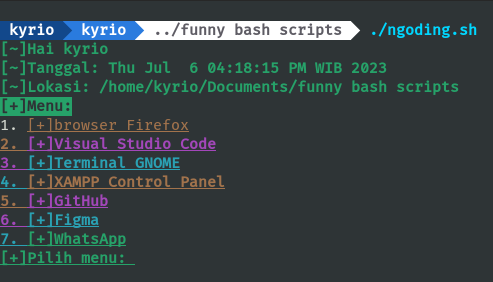 kyrio kyrio ../funny bash scripts ./ngoding.sh
[~]Hai kyrio
[~]Tanggal: Thu Jul  6 04:18:15 PM WIB 2023
[~]Lokasi: /home/kyrio/Documents/funny bash scripts
[+]Menu:
1. [+]browser Firefox
2. [+]Visual Studio Code
3. [+]Terminal GNOME
4. [+]XAMPP Control Panel
5. [+]GitHub
6. [+]Figma
7. [+]WhatsApp
[+]Pilih menu: